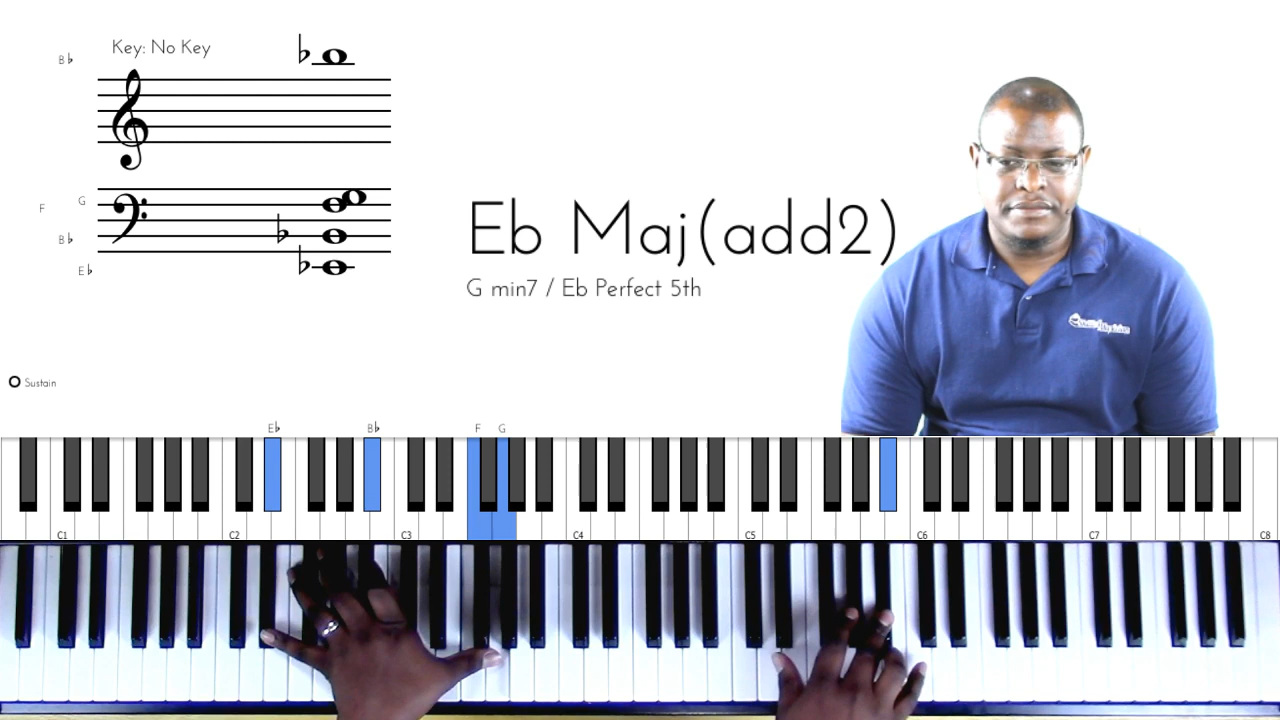 Key: No Key
B♭
G
F
B♭
E♭
Eb Maj(add2)
G min7 / Eb Perfect 5th
Sustain
E♭ B♭ F G
C1 C2 C3 C4 C5 C6 C7 C8